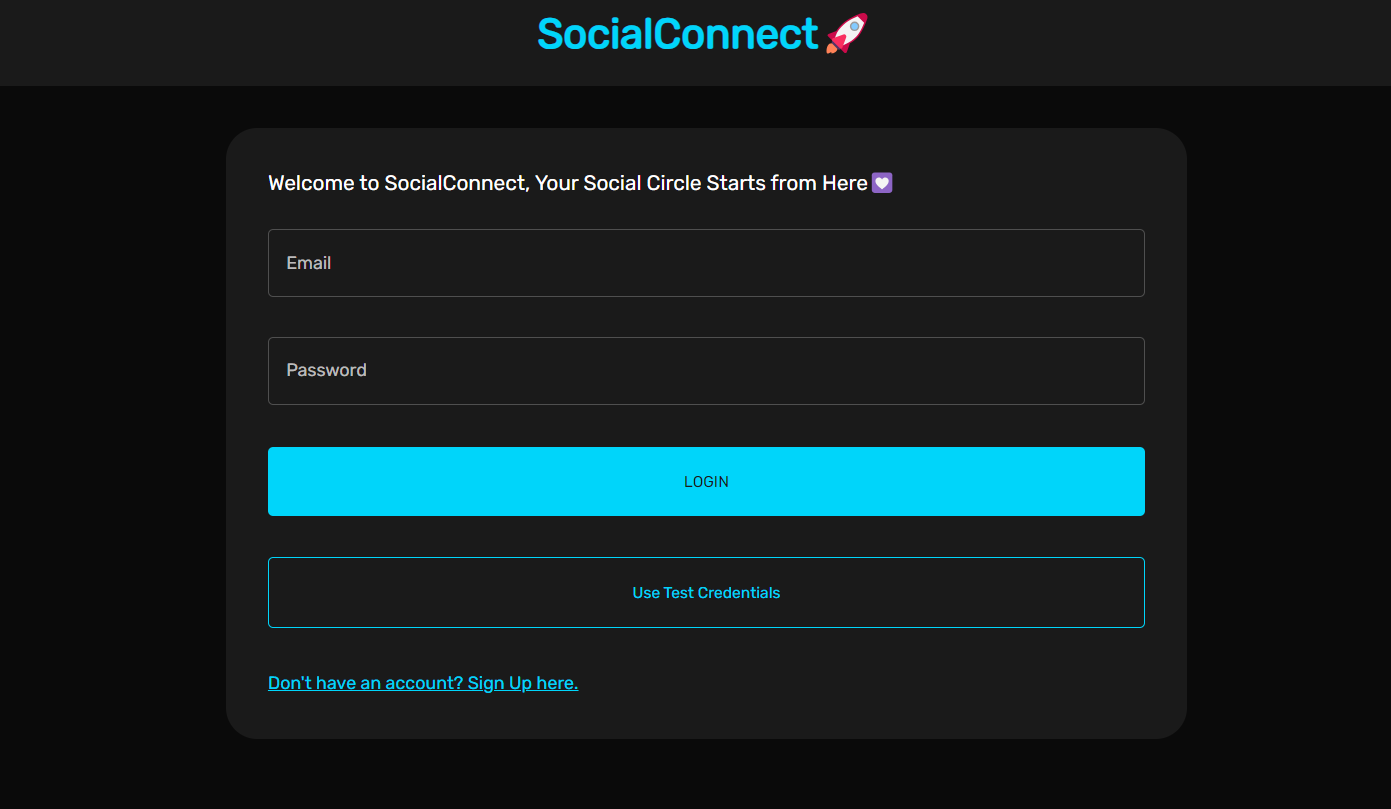 SocialConnect🚀
Welcome to SocialConnect, Your Social Circle Starts from Here💟
Email
Password
LOGIN
Use Test Credentials
Don't have an account? Sign Up here.